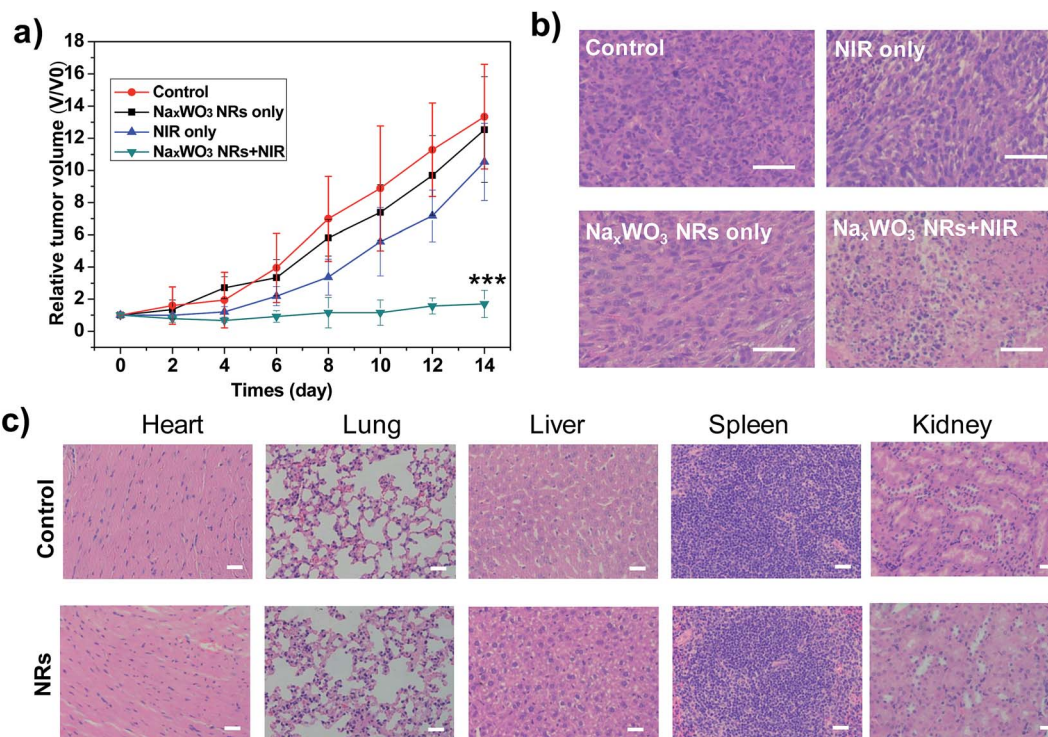 a)
18
16
14
12
10
8
6
4
2
0
Relative tumor volume (V/V0)
Control
NaxWO3 NRs only
NIR only
NaxWO3 NRs+NIR
***
0 2 4 6 8 10 12 14
Times (day)
b)
Control
NIR only
NaxWO3 NRs only
NaxWO3 NRs+NIR
c)
Heart Lung Liver Spleen Kidney
Control
NRs